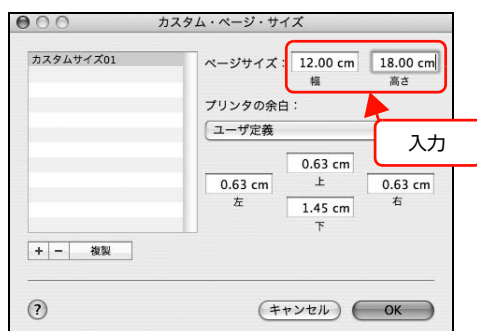 カスタム・ページ・サイズ
カスタムサイズ01
ページサイズ： 12.00 cm 18.00 cm
幅 高さ
プリンタの余白：
ユーザ定義
入力
0.63 cm
上
0.63 cm 0.63 cm
左 右
1.45 cm
下
+ − 複製
? キャンセル OK